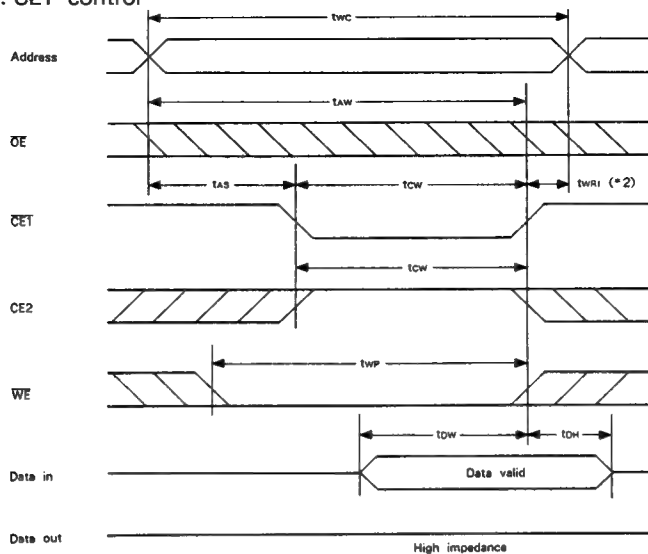 : CE1 control
tWC
Address
tAW
OE
tAS tCW tWR1 (*2)
CE1
tCW
CE2
tWP
WE
tDW tDH
Data in Data valid
Data out
High impedance